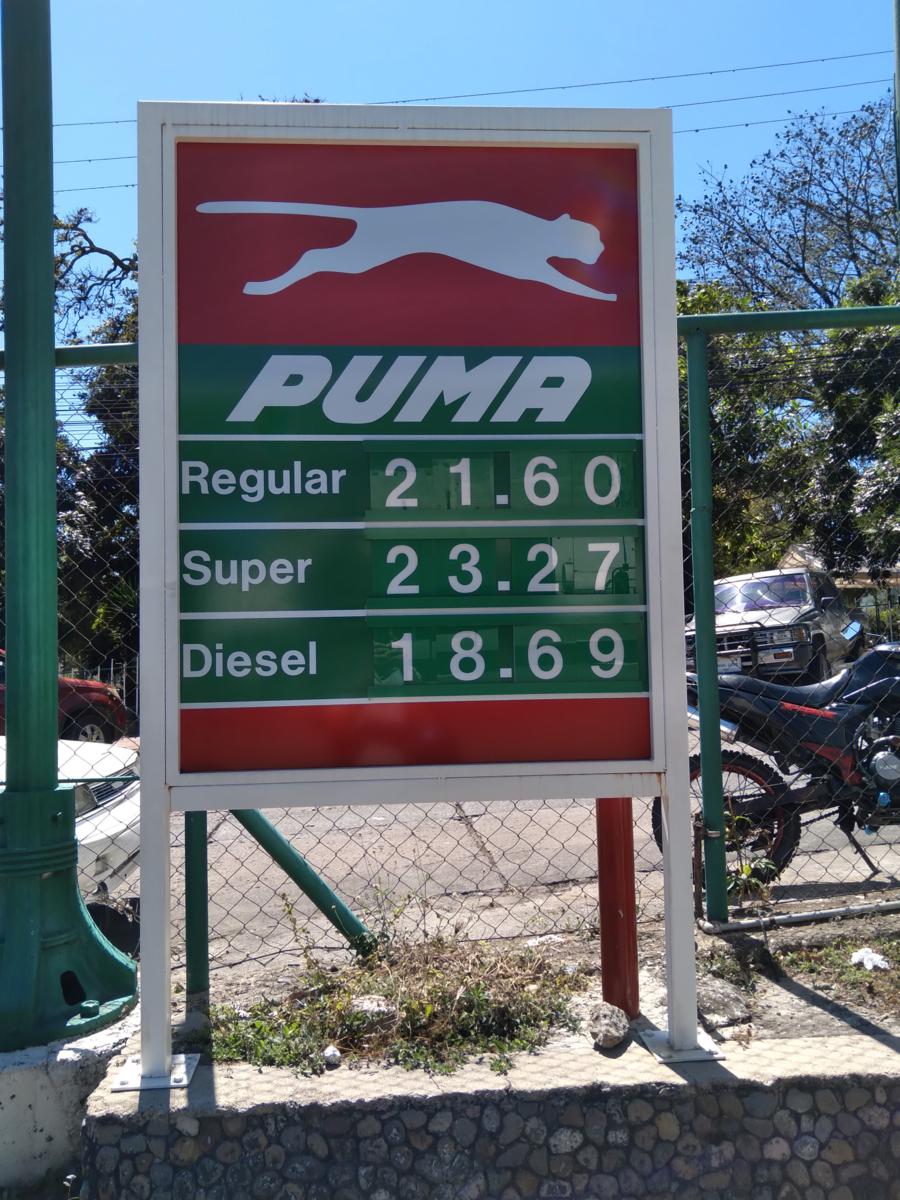 PUMA
Regular 21.60
Super 23.27
Diesel 18.69